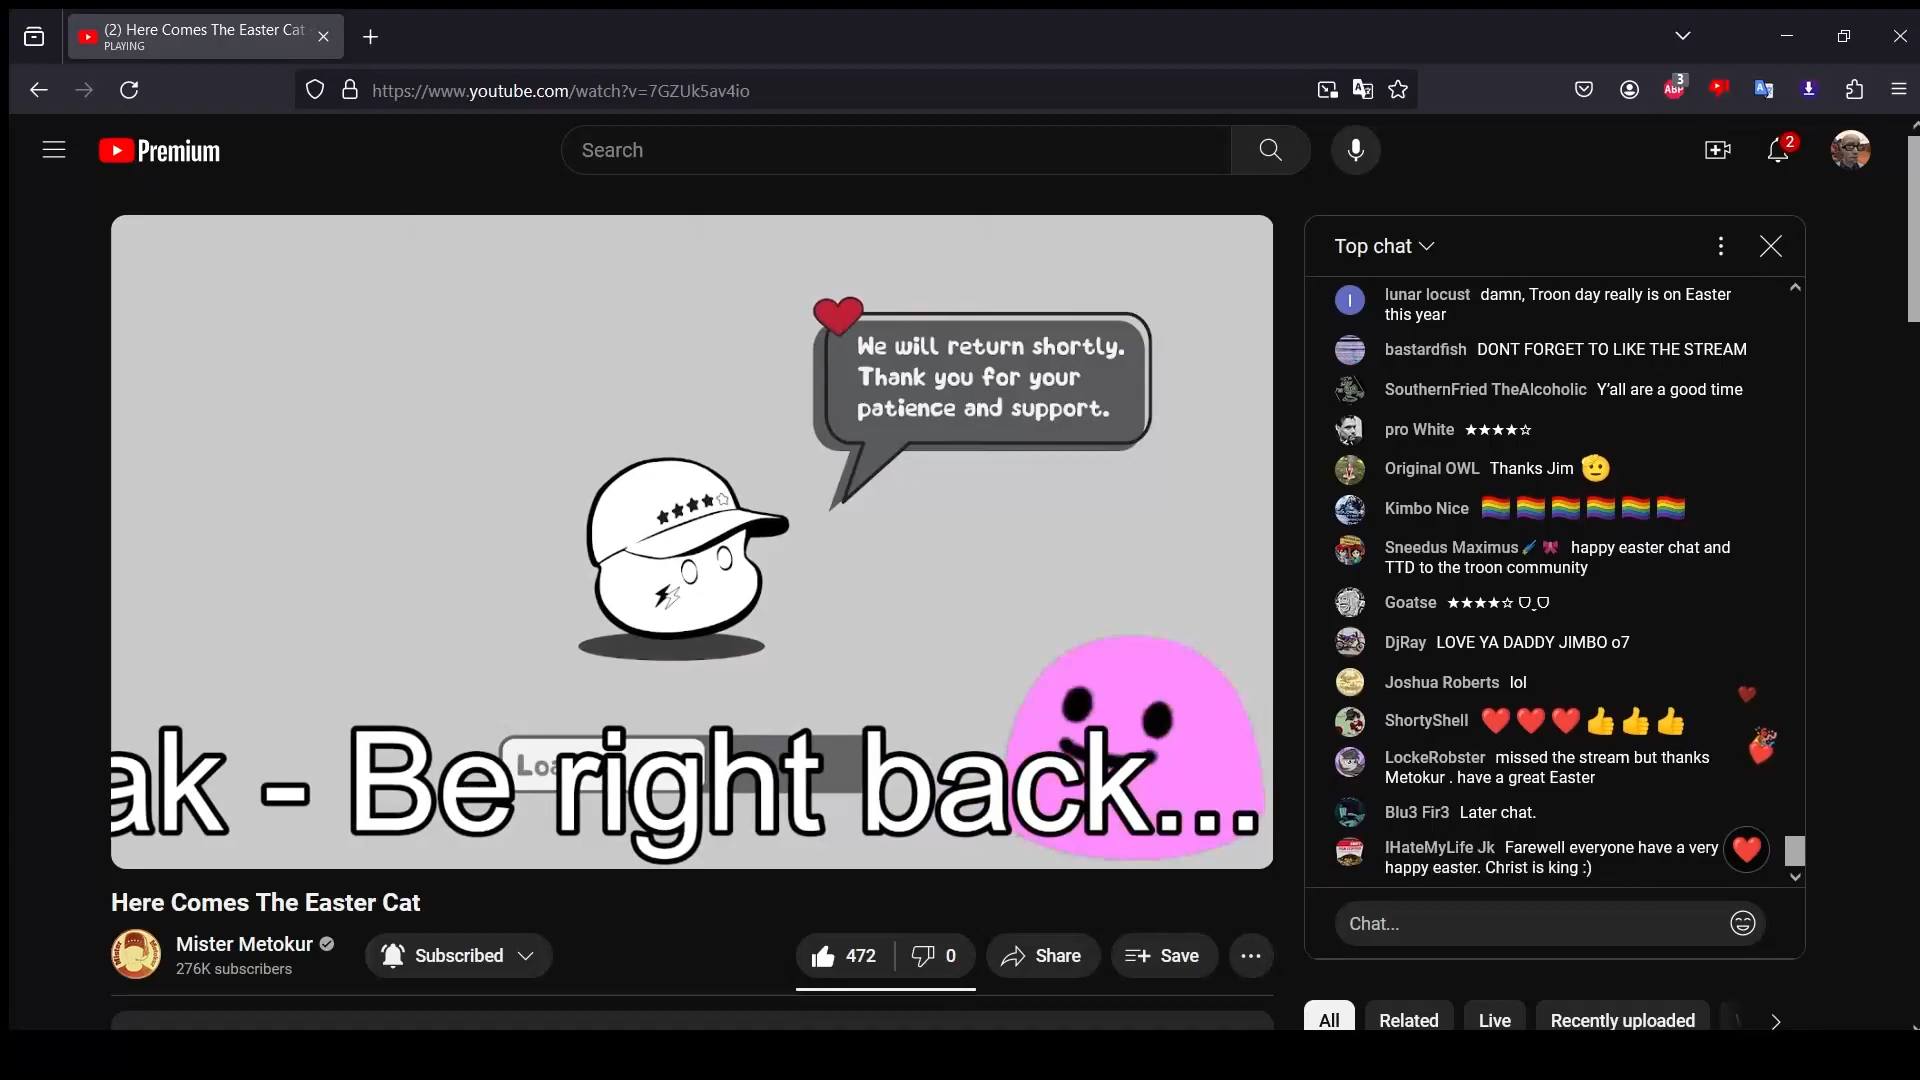 (2) Here Comes The Easter Cat
PLAYING
https://www.youtube.com/watch?v=7GZUk5av4io
3
ABP
Premium
Search
2
We will return shortly.
Thank you for your
patience and support.
ak - Be right back...
Here Comes The Easter Cat
Mister Metokur
276K subscribers
Subscribed
472
0
Share
Save
Top chat
lunar locust damn, Troon day really is on Easter
this year
bastardfish DONT FORGET TO LIKE THE STREAM
SouthernFried TheAlcoholic Y'all are a good time
pro White ★★★★☆
Original OWL Thanks Jim 🫡
Kimbo Nice 🏳️‍🌈🏳️‍🌈🏳️‍🌈🏳️‍🌈🏳️‍🌈🏳️‍🌈
Sneedus Maximus happy easter chat and
TTD to the troon community
Goatse ★★★★☆ ᗜ_ᗜ
DjRay LOVE YA DADDY JIMBO o7
Joshua Roberts lol
ShortyShell ❤️❤️❤️👍👍👍
LockeRobster missed the stream but thanks
Metokur . have a great Easter
Blu3 Fir3 Later chat.
IHateMyLife Jk Farewell everyone have a very
happy easter. Christ is king :)
Chat...
All
Related
Live
Recently uploaded